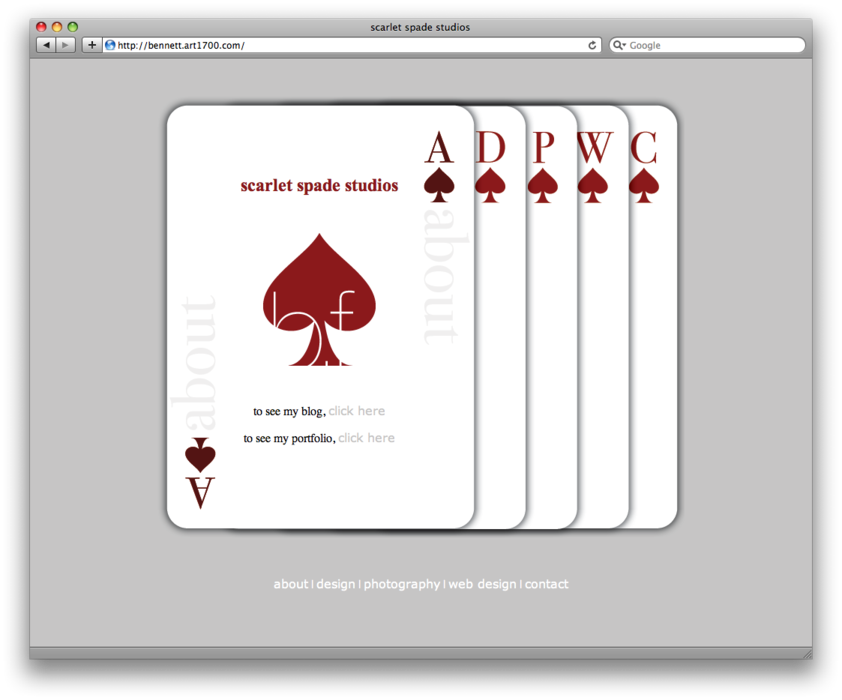 scarlet spade studios
http://bennett.art1700.com/
Google
A D P W C
scarlet spade studios
about
b f
about
to see my blog, click here
to see my portfolio, click here
A
about | design | photography | web design | contact